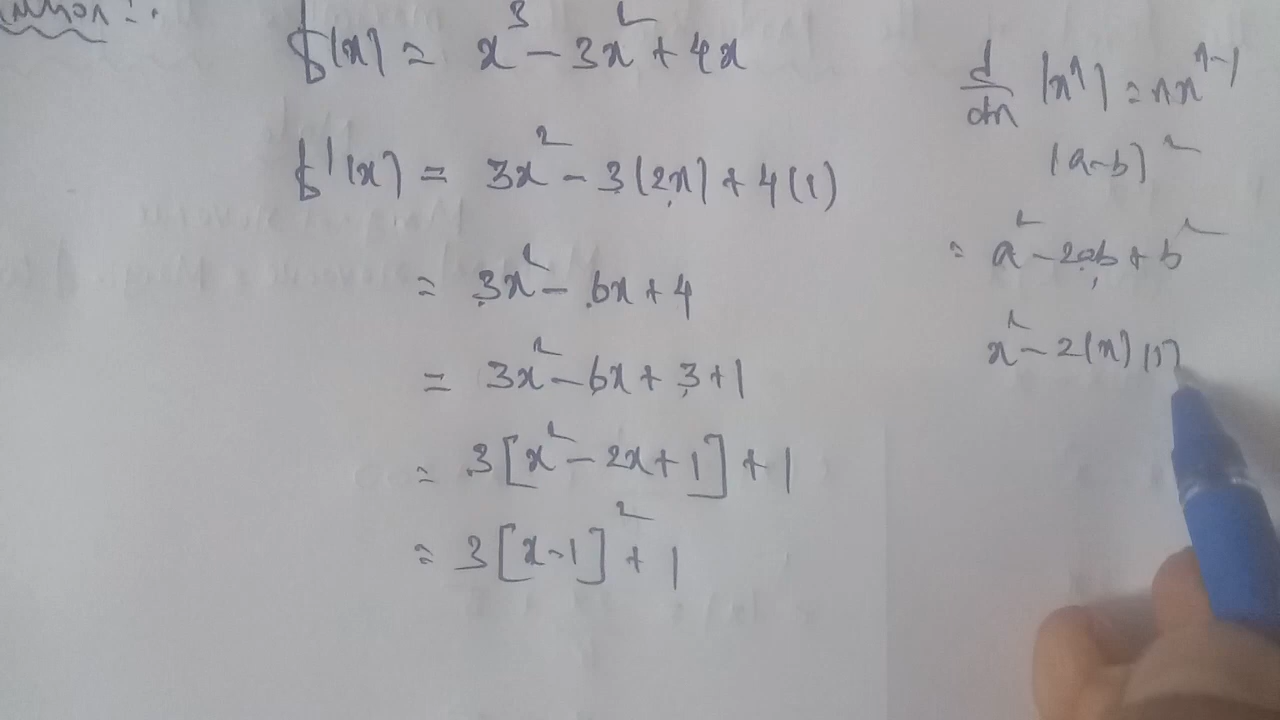 f(x) = x³ - 3x² + 4x
f'(x) = 3x² - 3(2x) + 4(1)
= 3x² - 6x + 4
= 3x² - 6x + 3 + 1
= 3[x² - 2x + 1] + 1
= 3[x-1]² + 1
d/dx (xⁿ) = nxⁿ⁻¹
(a-b)²
= a² - 2ab + b²
x² - 2(x)(1)